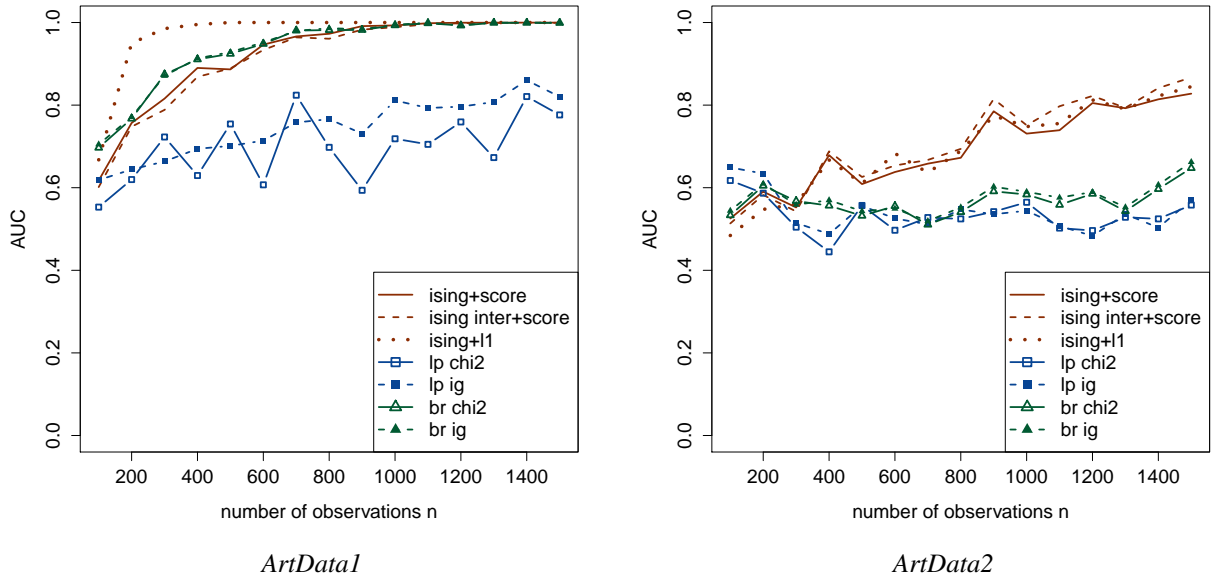 1.0
0.8
0.6
0.4
0.2
0.0
AUC
ising+score
ising inter+score
ising+l1
lp chi2
lp ig
br chi2
br ig
200 400 600 800 1000 1200 1400
number of observations n
ArtData1
1.0
0.8
0.6
0.4
0.2
0.0
AUC
ising+score
ising inter+score
ising+l1
lp chi2
lp ig
br chi2
br ig
200 400 600 800 1000 1200 1400
number of observations n
ArtData2